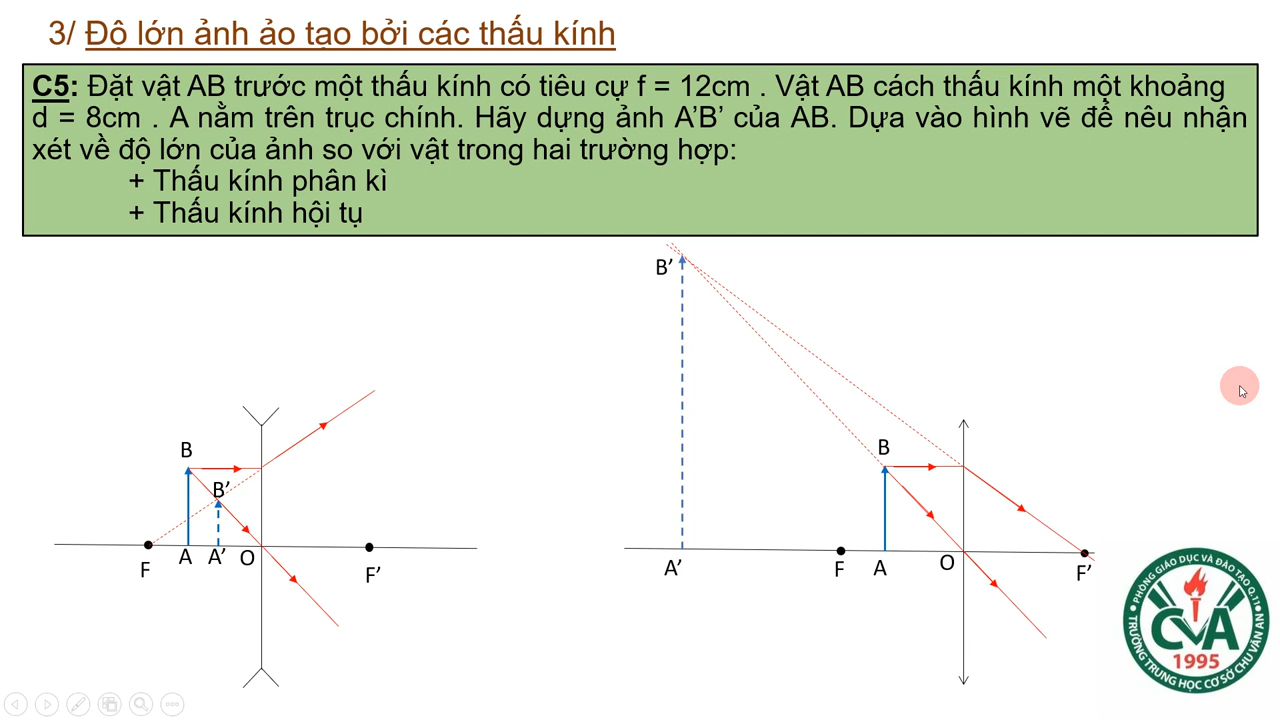 3/ Độ lớn ảnh ảo tạo bởi các thấu kính
C5: Đặt vật AB trước một thấu kính có tiêu cự f = 12cm . Vật AB cách thấu kính một khoảng
d = 8cm . A nằm trên trục chính. Hãy dựng ảnh A’B’ của AB. Dựa vào hình vẽ để nêu nhận
xét về độ lớn của ảnh so với vật trong hai trường hợp:
+ Thấu kính phân kì
+ Thấu kính hội tụ
B’
B
B
B’
F
A
A’
O
F’
A’
F
A
O
F’
PHÒNG GIÁO DỤC VÀ ĐÀO TẠO Q.11
CVA
1995
TRƯỜNG TRUNG HỌC CƠ SỞ CHU VĂN AN